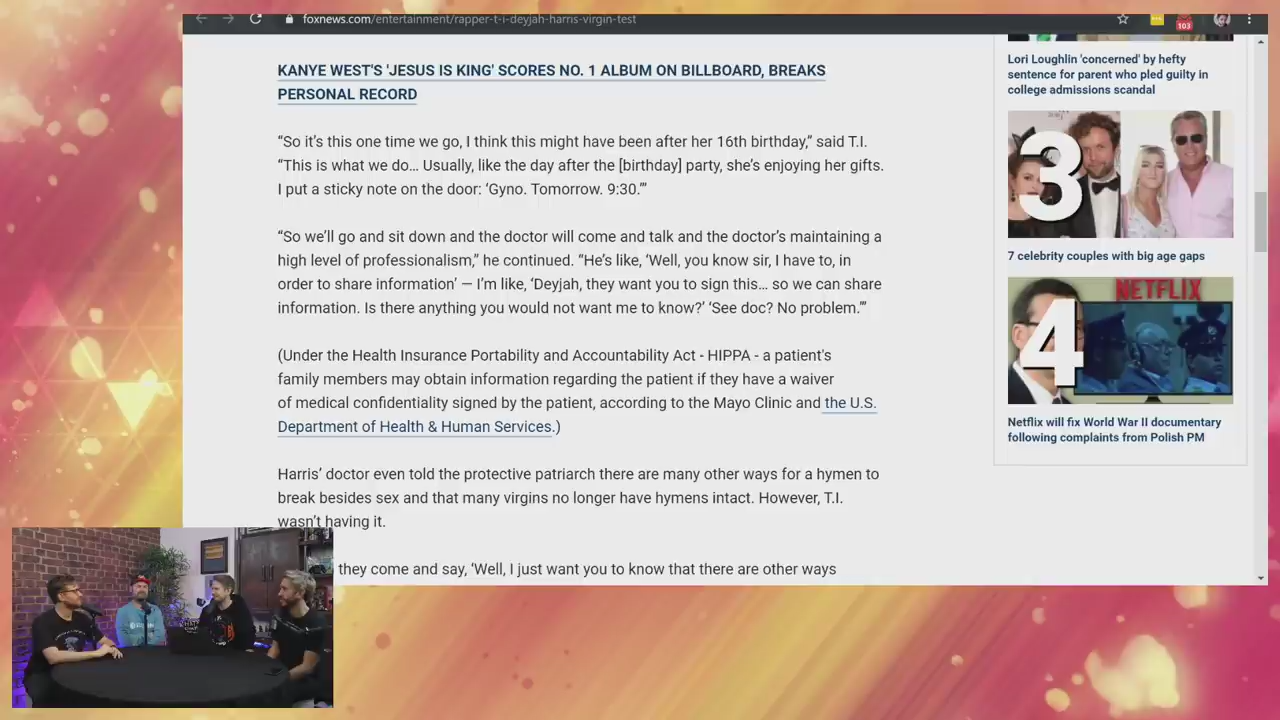 foxnews.com/entertainment/rapper-t-i-deyjah-harris-virgin-test
103
KANYE WEST'S 'JESUS IS KING' SCORES NO. 1 ALBUM ON BILLBOARD, BREAKS
PERSONAL RECORD
“So it’s this one time we go, I think this might have been after her 16th birthday,” said T.I.
“This is what we do… Usually, like the day after the [birthday] party, she’s enjoying her gifts.
I put a sticky note on the door: ‘Gyno. Tomorrow. 9:30.’”
“So we’ll go and sit down and the doctor will come and talk and the doctor’s maintaining a
high level of professionalism,” he continued. “He’s like, ‘Well, you know sir, I have to, in
order to share information’ — I’m like, ‘Deyjah, they want you to sign this… so we can share
information. Is there anything you would not want me to know?’ ‘See doc? No problem.’”
(Under the Health Insurance Portability and Accountability Act - HIPPA - a patient's
family members may obtain information regarding the patient if they have a waiver
of medical confidentiality signed by the patient, according to the Mayo Clinic and the U.S.
Department of Health & Human Services.)
Harris’ doctor even told the protective patriarch there are many other ways for a hymen to
break besides sex and that many virgins no longer have hymens intact. However, T.I.
wasn’t having it.
they come and say, ‘Well, I just want you to know that there are other ways
Lori Loughlin 'concerned' by hefty
sentence for parent who pled guilty in
college admissions scandal
3
7 celebrity couples with big age gaps
NETFLIX
4
Netflix will fix World War II documentary
following complaints from Polish PM